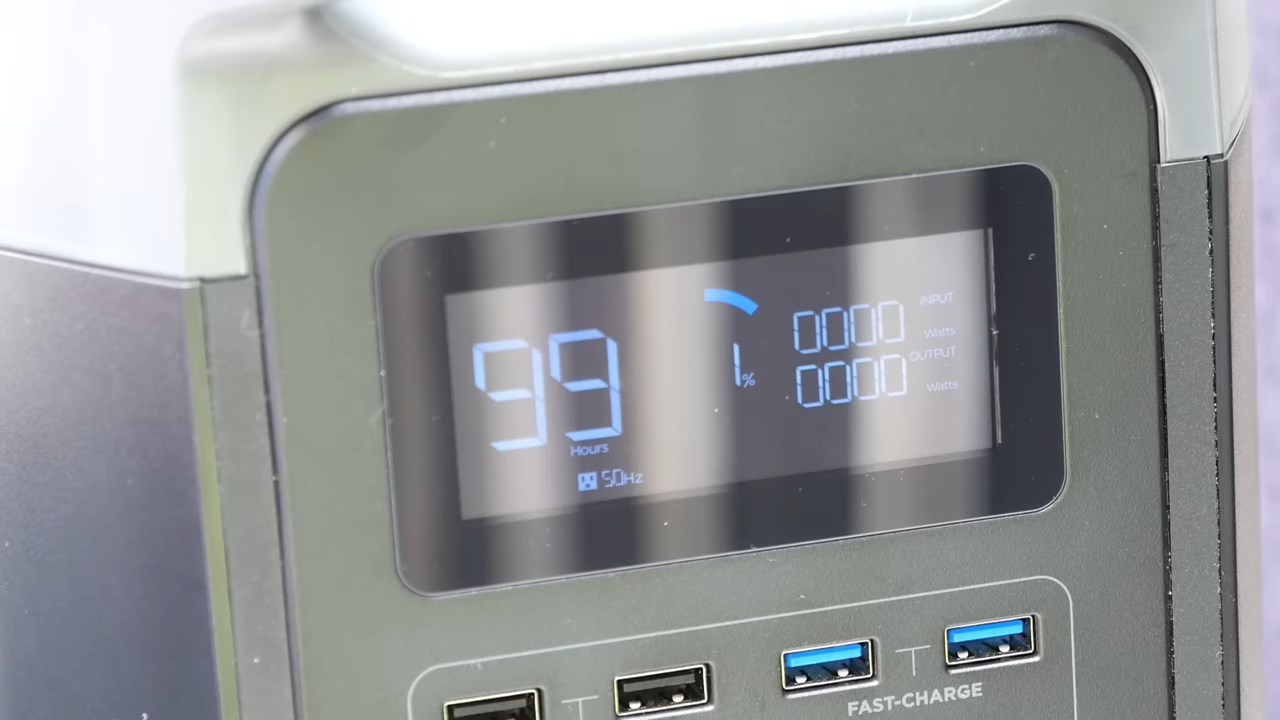 99
Hours
50Hz
1%
0000 INPUT
Watts
0000 OUTPUT
Watts
FAST-CHARGE